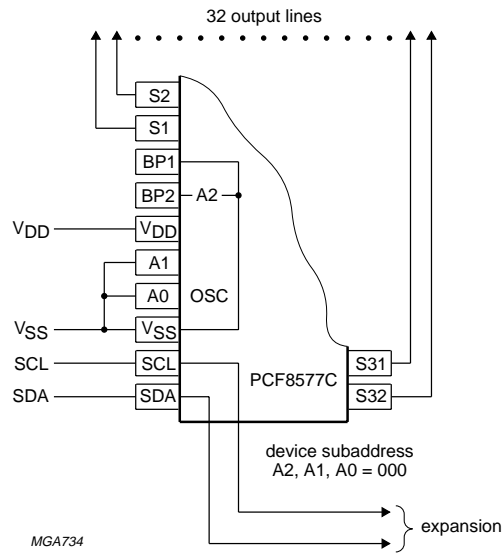 32 output lines
S2
S1
BP1
BP2
A2
VDD
VDD
A1
A0
OSC
VSS
VSS
SCL
SCL
SDA
SDA
PCF8577C
S31
S32
device subaddress
A2, A1, A0 = 000
expansion
MGA734